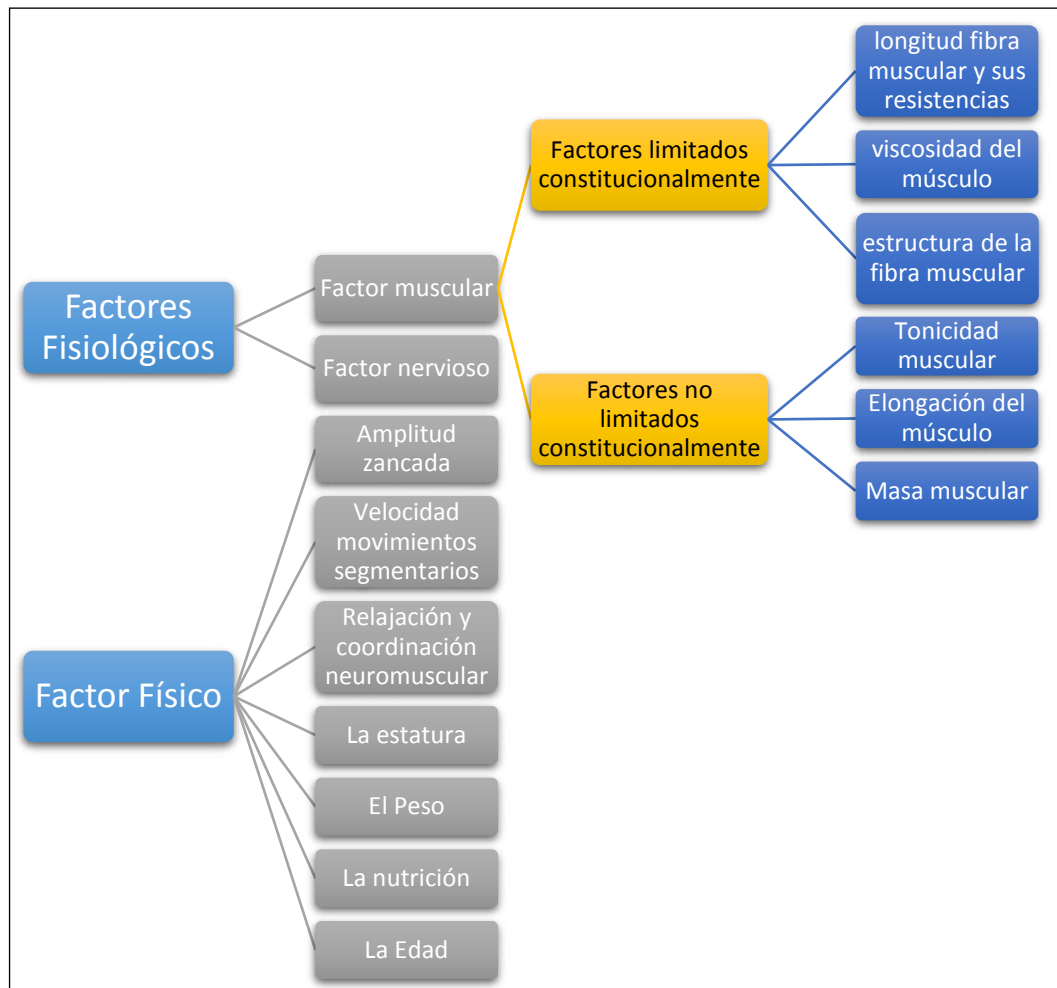 Factores
Fisiológicos
Factor muscular
Factores limitados
constitucionalmente
longitud fibra
muscular y sus
resistencias
viscosidad del
músculo
estructura de la
fibra muscular
Factores no
limitados
constitucionalmente
Tonicidad
muscular
Elongación del
músculo
Masa muscular
Factor nervioso
Factor Físico
Amplitud
zancada
Velocidad
movimientos
segmentarios
Relajación y
coordinación
neuromuscular
La estatura
El Peso
La nutrición
La Edad